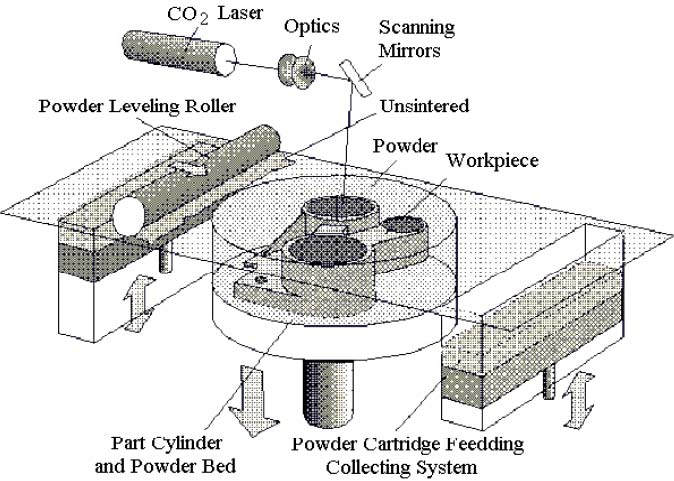 CO2 Laser
Optics
Scanning
Mirrors
Powder Leveling Roller
Unsintered
Powder
Workpiece
Part Cylinder
and Powder Bed
Powder Cartridge Feedding
Collecting System